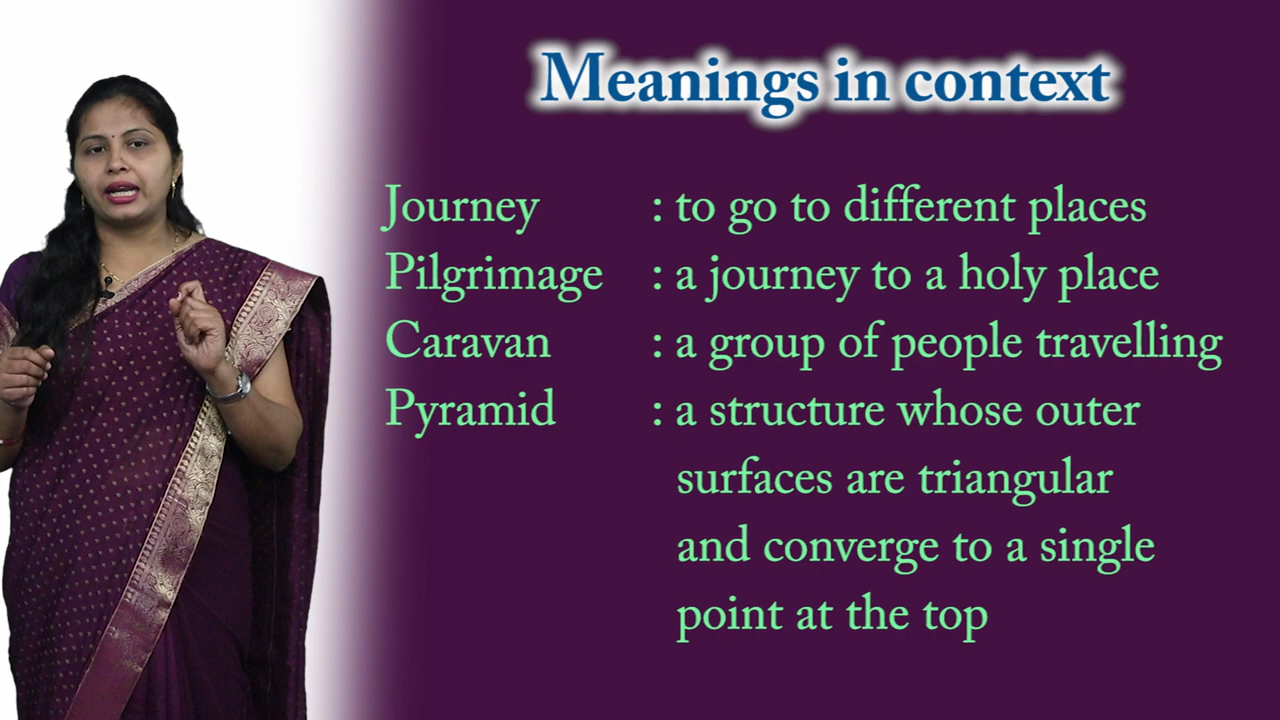 Meanings in context
Journey : to go to different places
Pilgrimage : a journey to a holy place
Caravan : a group of people travelling
Pyramid : a structure whose outer
surfaces are triangular
and converge to a single
point at the top